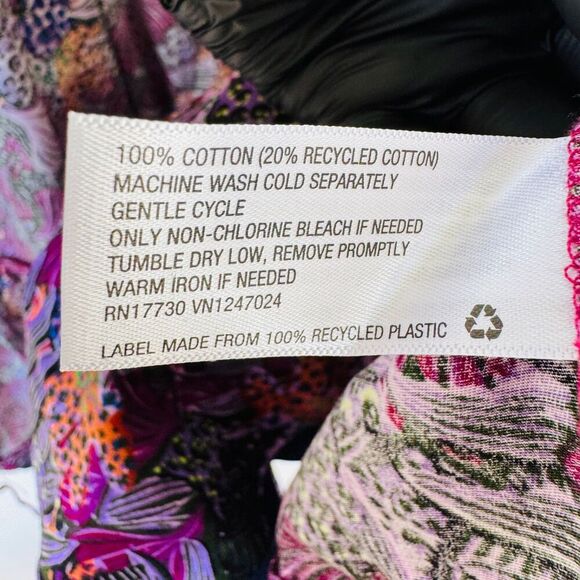 100% COTTON (20% RECYCLED COTTON)
MACHINE WASH COLD SEPARATELY
GENTLE CYCLE
ONLY NON-CHLORINE BLEACH IF NEEDED
TUMBLE DRY LOW, REMOVE PROMPTLY
WARM IRON IF NEEDED
RN17730 VN1247024
LABEL MADE FROM 100% RECYCLED PLASTIC